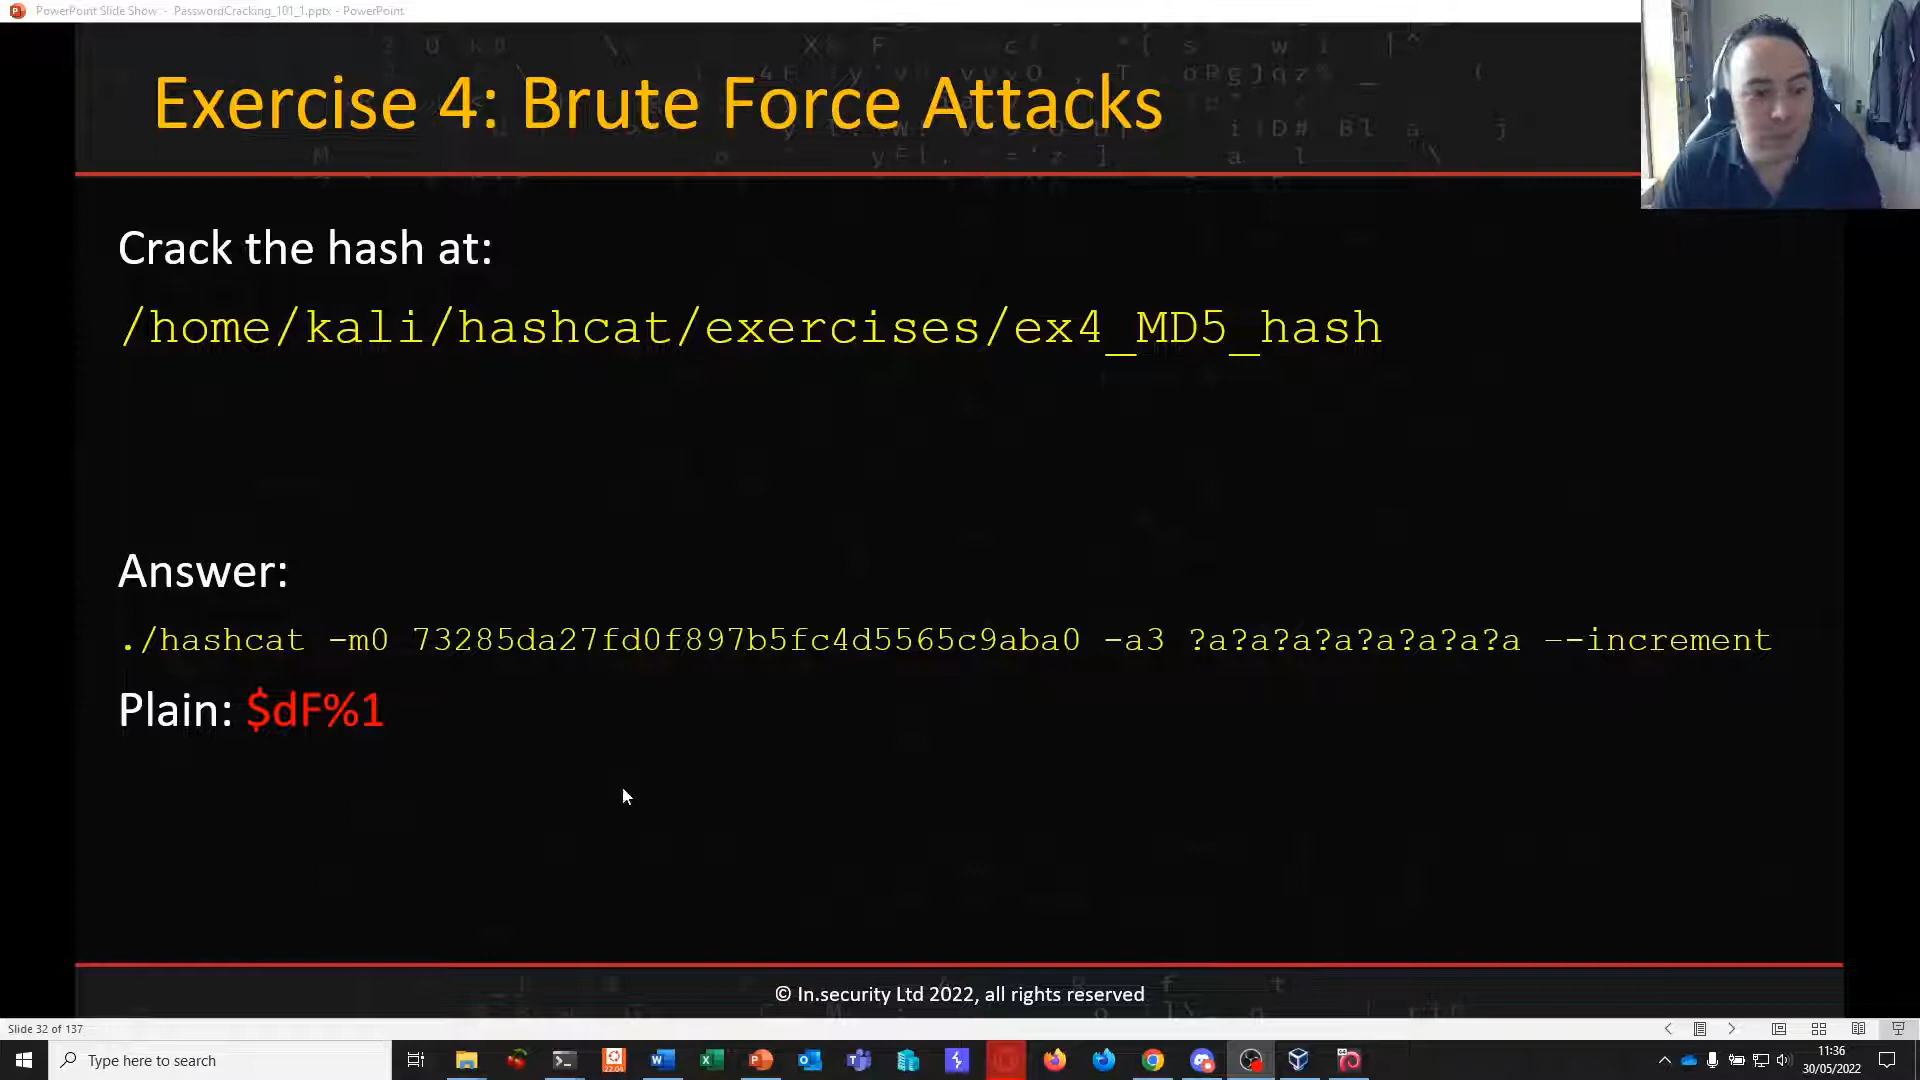 PowerPoint Slide Show - PasswordCracking_101_1.pptx - PowerPoint
Exercise 4: Brute Force Attacks
Crack the hash at:
/home/kali/hashcat/exercises/ex4_MD5_hash
Answer:
./hashcat -m0 73285da27fd0f897b5fc4d5565c9aba0 -a3 ?a?a?a?a?a?a?a?a --increment
Plain: $dF%1
© In.security Ltd 2022, all rights reserved
Slide 32 of 137
Type here to search
22.04
11:36
30/05/2022